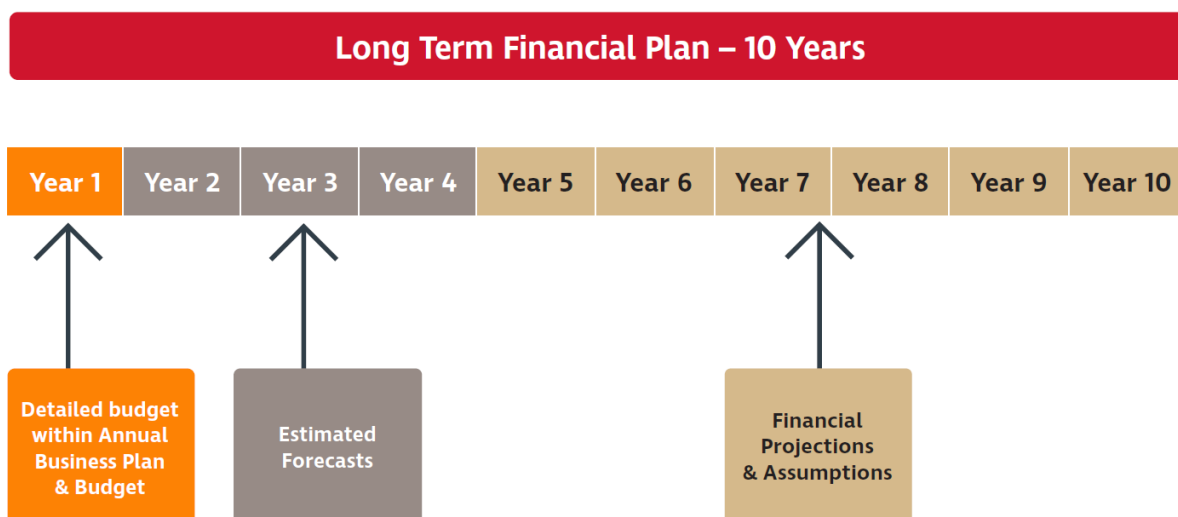 Long Term Financial Plan – 10 Years
Year 1 Year 2 Year 3 Year 4 Year 5 Year 6 Year 7 Year 8 Year 9 Year 10
Detailed budget
within Annual
Business Plan
& Budget
Estimated
Forecasts
Financial
Projections
& Assumptions